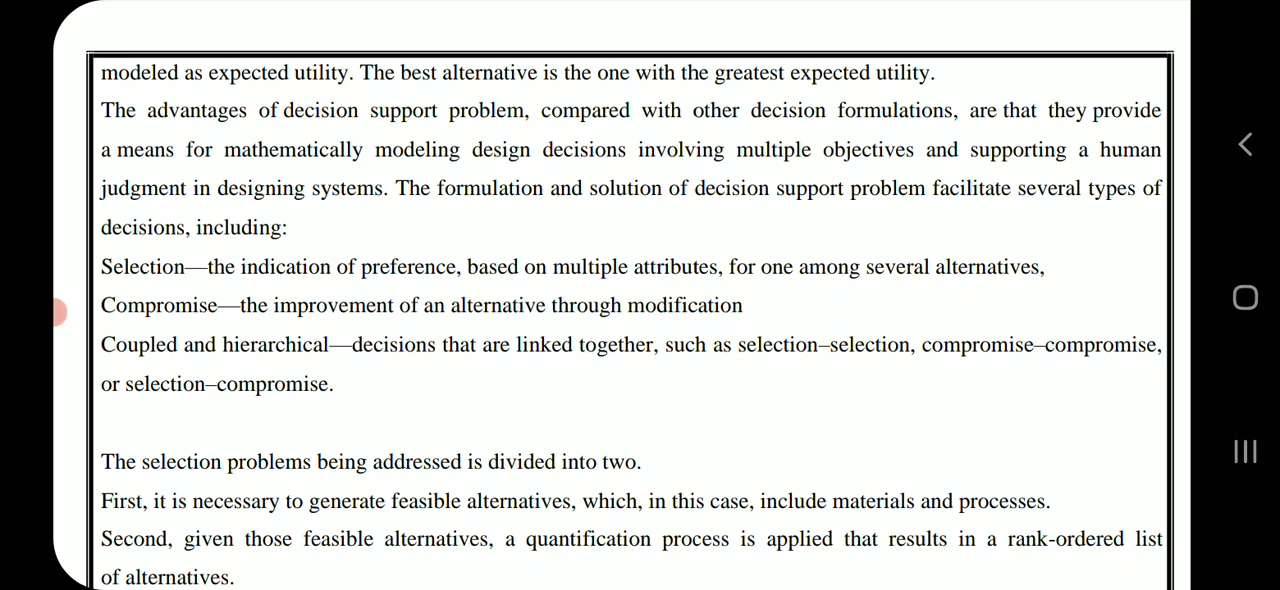 modeled as expected utility. The best alternative is the one with the greatest expected utility.
The advantages of decision support problem, compared with other decision formulations, are that they provide
a means for mathematically modeling design decisions involving multiple objectives and supporting a human
judgment in designing systems. The formulation and solution of decision support problem facilitate several types of
decisions, including:
Selection—the indication of preference, based on multiple attributes, for one among several alternatives,
Compromise—the improvement of an alternative through modification
Coupled and hierarchical—decisions that are linked together, such as selection–selection, compromise–compromise,
or selection–compromise.
The selection problems being addressed is divided into two.
First, it is necessary to generate feasible alternatives, which, in this case, include materials and processes.
Second, given those feasible alternatives, a quantification process is applied that results in a rank-ordered list
of alternatives.